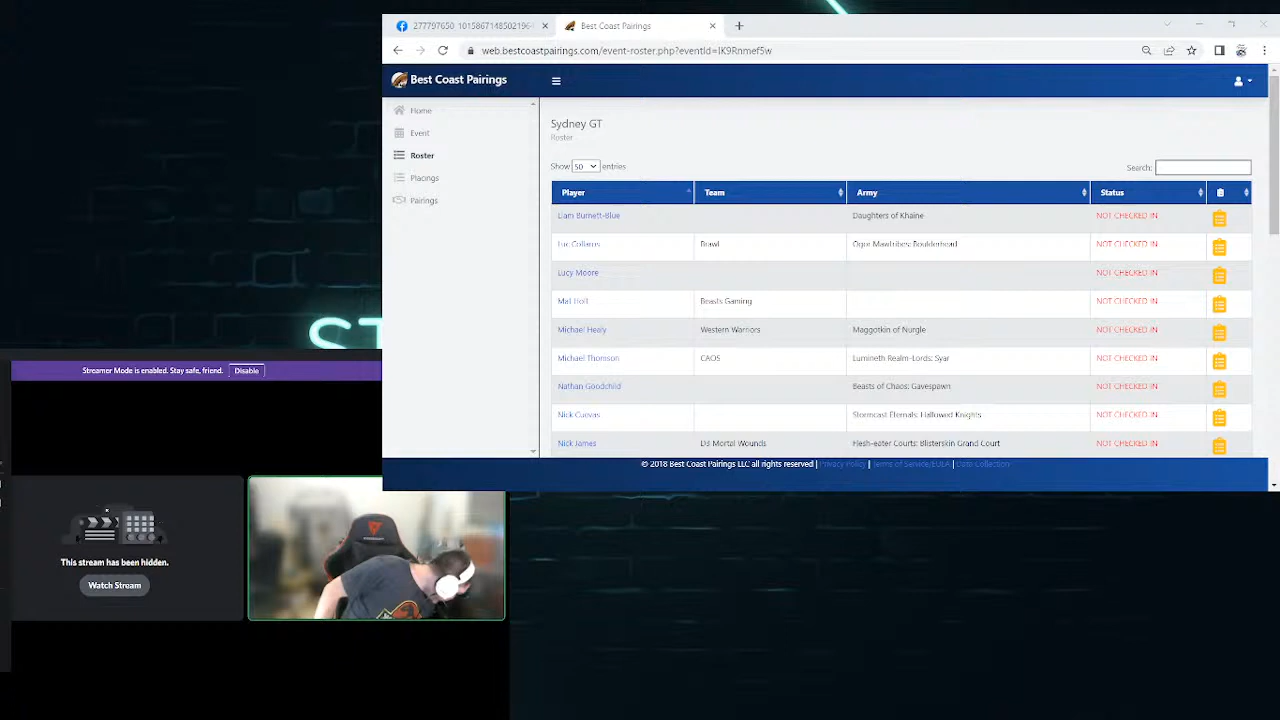 277797650_10158671485021964
Best Coast Pairings
web.bestcoastpairings.com/event-roster.php?eventId=IK9Rnmef5w
Best Coast Pairings
Home
Event
Roster
Placings
Pairings
Sydney GT
Roster
Show 50 entries
Search:
Player Team Army Status
Liam Burnett-Blue Daughters of Khaine NOT CHECKED IN
Luc Collaros Brawl Ogor Mawtribes: Boulderhead NOT CHECKED IN
Lucy Moore NOT CHECKED IN
Mat Holt Beasts Gaming NOT CHECKED IN
Michael Healy Western Warriors Maggotkin of Nurgle NOT CHECKED IN
Michael Thomson CAOS Lumineth Realm-Lords: Syar NOT CHECKED IN
Nathan Goodchild Beasts of Chaos: Gavespawn NOT CHECKED IN
Nick Cuevas Stormcast Eternals: Hallowed Knights NOT CHECKED IN
Nick James D3 Mortal Wounds Flesh-eater Courts: Blisterskin Grand Court NOT CHECKED IN
© 2018 Best Coast Pairings LLC all rights reserved | Privacy Policy | Terms of Service/EULA | Data Collection
ST
Streamer Mode is enabled. Stay safe, friend. Disable
This stream has been hidden.
Watch Stream